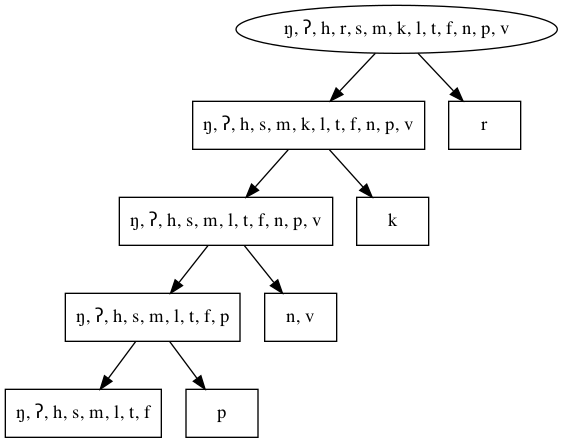 ŋ, ʔ, h, r, s, m, k, l, t, f, n, p, v
ŋ, ʔ, h, s, m, k, l, t, f, n, p, v
r
ŋ, ʔ, h, s, m, l, t, f, n, p, v
k
ŋ, ʔ, h, s, m, l, t, f, p
n, v
ŋ, ʔ, h, s, m, l, t, f
p